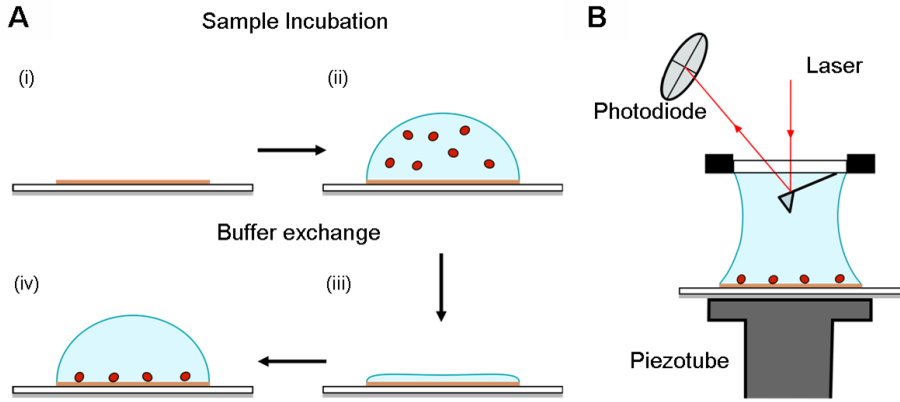 A
Sample Incubation
(i)
(ii)
Buffer exchange
(iv)
(iii)
B
Laser
Photodiode
Piezotube